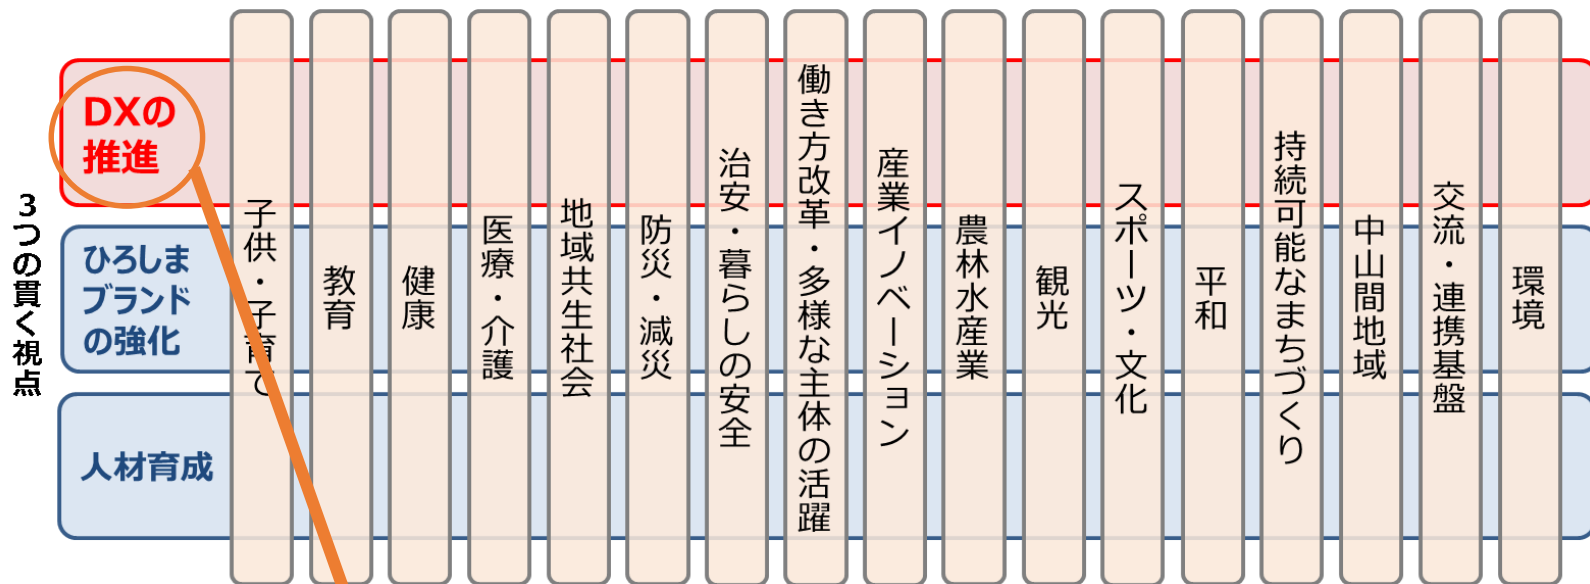 3つの貫く視点
DXの
推進
ひろしま
ブランド
の強化
人材育成
子供・子育て
教育
健康
医療・介護
地域共生社会
防災・減災
治安・暮らしの安全
働き方改革・多様な主体の活躍
産業イノベーション
農林水産業
観光
スポーツ・文化
平和
持続可能なまちづくり
中山間地域
交流・連携基盤
環境